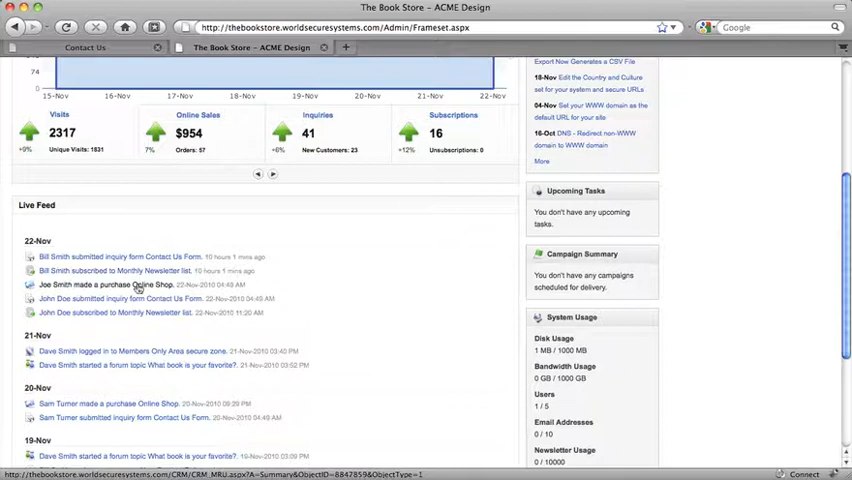 The Book Store - ACME Design
http://thebookstore.worldsecuresystems.com/Admin/Frameset.aspx
Google
Contact Us
The Book Store - ACME Design
74
0
15-Nov 16-Nov 17-Nov 18-Nov 19-Nov 20-Nov 21-Nov 22-Nov
Visits
2317
+9% Unique Visits: 1831
Online Sales
$954
7% Orders: 57
Inquiries
41
+6% New Customers: 23
Subscriptions
16
+12% Unsubscriptions: 0
Live Feed
22-Nov
Bill Smith submitted inquiry form Contact Us Form. 10 hours 1 mins ago
Bill Smith subscribed to Monthly Newsletter list. 10 hours 1 mins ago
Joe Smith made a purchase Online Shop. 22-Nov-2010 04:48 AM
John Doe submitted inquiry form Contact Us Form. 22-Nov-2010 04:48 AM
John Doe subscribed to Monthly Newsletter list. 22-Nov-2010 11:20 AM
21-Nov
Dave Smith logged in to Members Only Area secure zone. 21-Nov-2010 03:40 PM
Dave Smith started a forum topic What book is your favorite?. 21-Nov-2010 03:52 PM
20-Nov
Sam Turner made a purchase Online Shop. 20-Nov-2010 09:29 PM
Sam Turner submitted inquiry form Contact Us Form. 20-Nov-2010 04:48 AM
19-Nov
Dave Smith started a forum topic What book is your favorite?. 19-Nov-2010 03:09 PM
Export Now Generates a CSV File
18-Nov Edit the Country and Culture
set for your system and secure URLs
04-Nov Set your WWW domain as the
default URL for your site
16-Oct DNS - Redirect non-WWW
domain to WWW domain
More
Upcoming Tasks
You don't have any upcoming
tasks.
Campaign Summary
You don't have any campaigns
scheduled for delivery.
System Usage
Disk Usage
1 MB / 1000 MB
Bandwidth Usage
0 GB / 1000 GB
Users
1 / 5
Email Addresses
0 / 10
Newsletter Usage
0 / 10000
http://thebookstore.worldsecuresystems.com/CRM/CRM_MRU.aspx?A=Summary&ObjectID=8847859&ObjectType=1
Connect